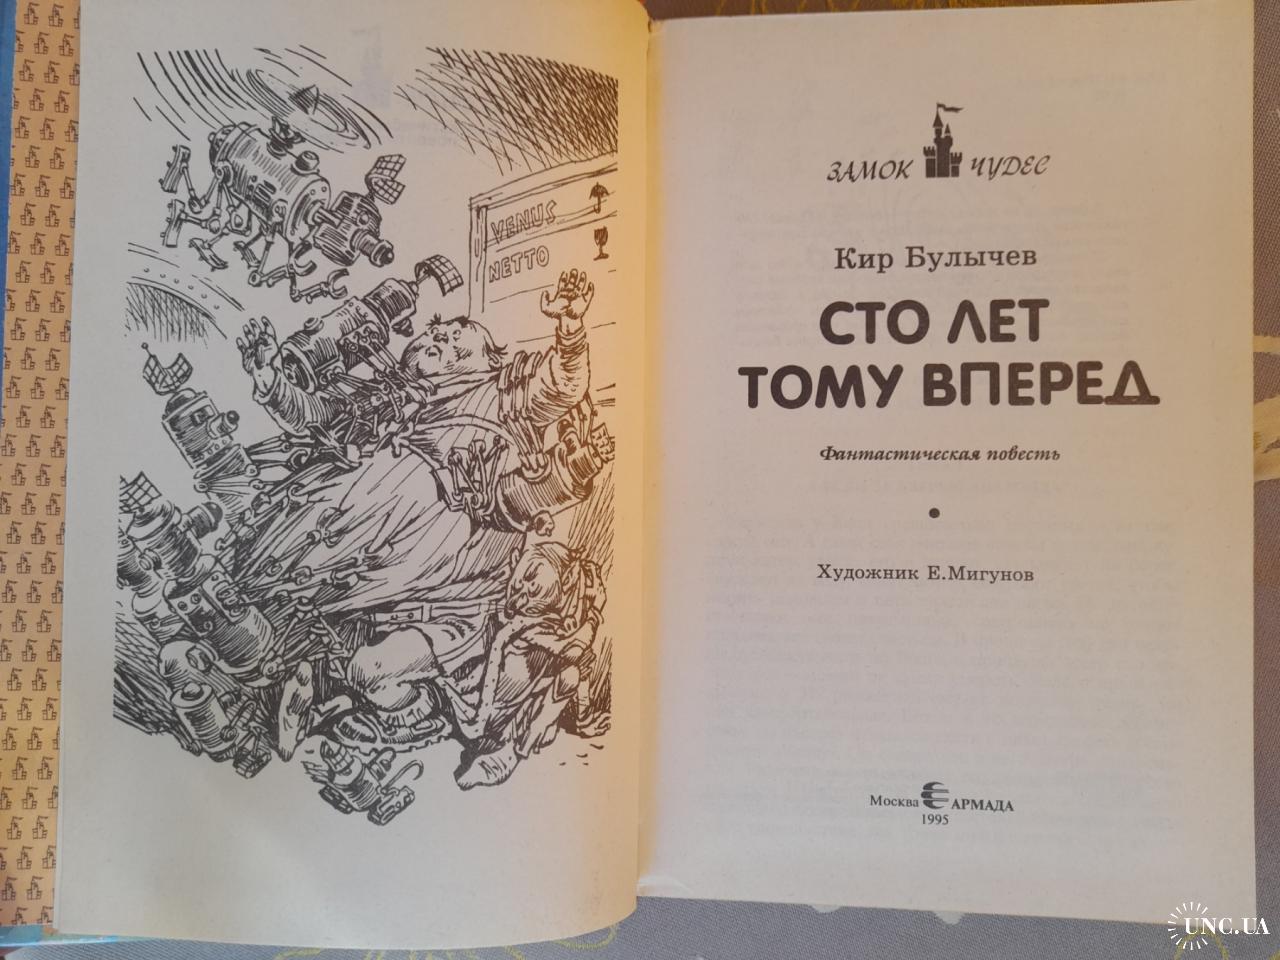 VENUS
NETTO
ЗАМОК ЧУДЕС
Кир Булычев
СТО ЛЕТ
ТОМУ ВПЕРЕД
Фантастическая повесть
Художник Е.Мигунов
Москва АРМАДА
1995
UNC.UA